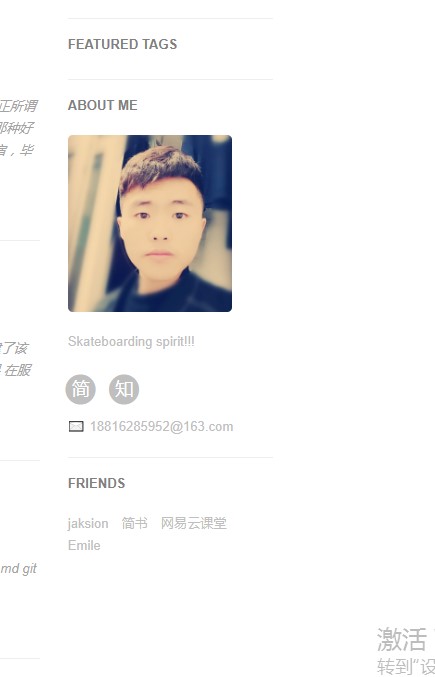 FEATURED TAGS
ABOUT ME
正所谓
那种好
，毕
了该
在服
md git
Skateboarding spirit!!!
简 知
18816285952@163.com
FRIENDS
jaksion 简书 网易云课堂
Emile
激活
转到“设